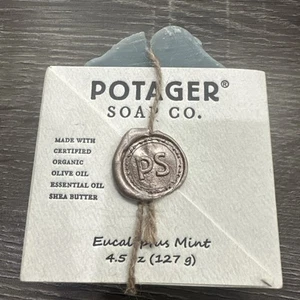 POTAGER®
SOAP CO.
MADE WITH
CERTIFIED
ORGANIC
OLIVE OIL
ESSENTIAL OIL
SHEA BUTTER
PS
Eucalyptus Mint
4.5 oz (127 g)